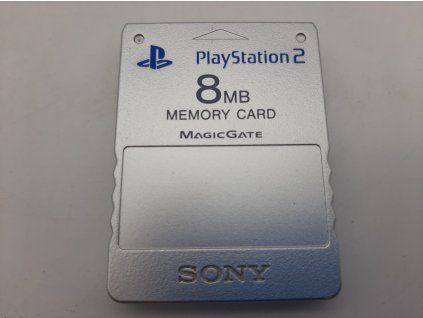 PlayStation 2
8MB
MEMORY CARD
MAGICGATE
SONY